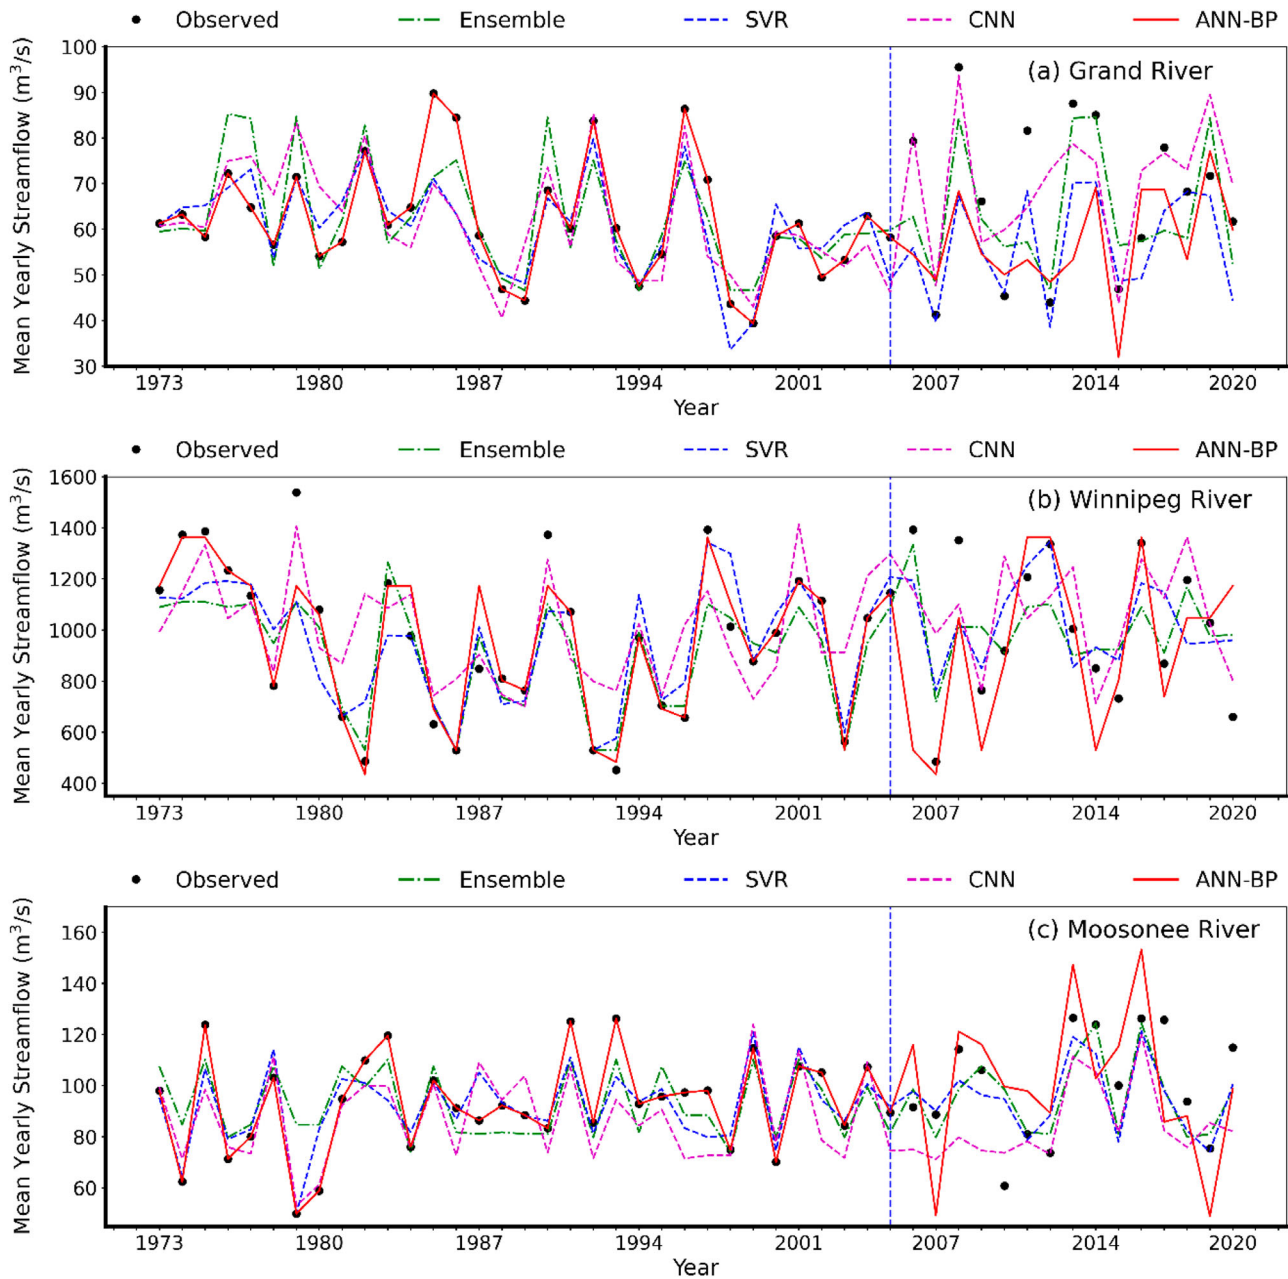 Observed Ensemble SVR CNN ANN-BP
(a) Grand River
Mean Yearly Streamflow (m³/s)
100
90
80
70
60
50
40
30
1973 1980 1987 1994 2001 2007 2014 2020
Year
Observed Ensemble SVR CNN ANN-BP
(b) Winnipeg River
Mean Yearly Streamflow (m³/s)
1600
1400
1200
1000
800
600
400
1973 1980 1987 1994 2001 2007 2014 2020
Year
Observed Ensemble SVR CNN ANN-BP
(c) Moosonee River
Mean Yearly Streamflow (m³/s)
160
140
120
100
80
60
1973 1980 1987 1994 2001 2007 2014 2020
Year